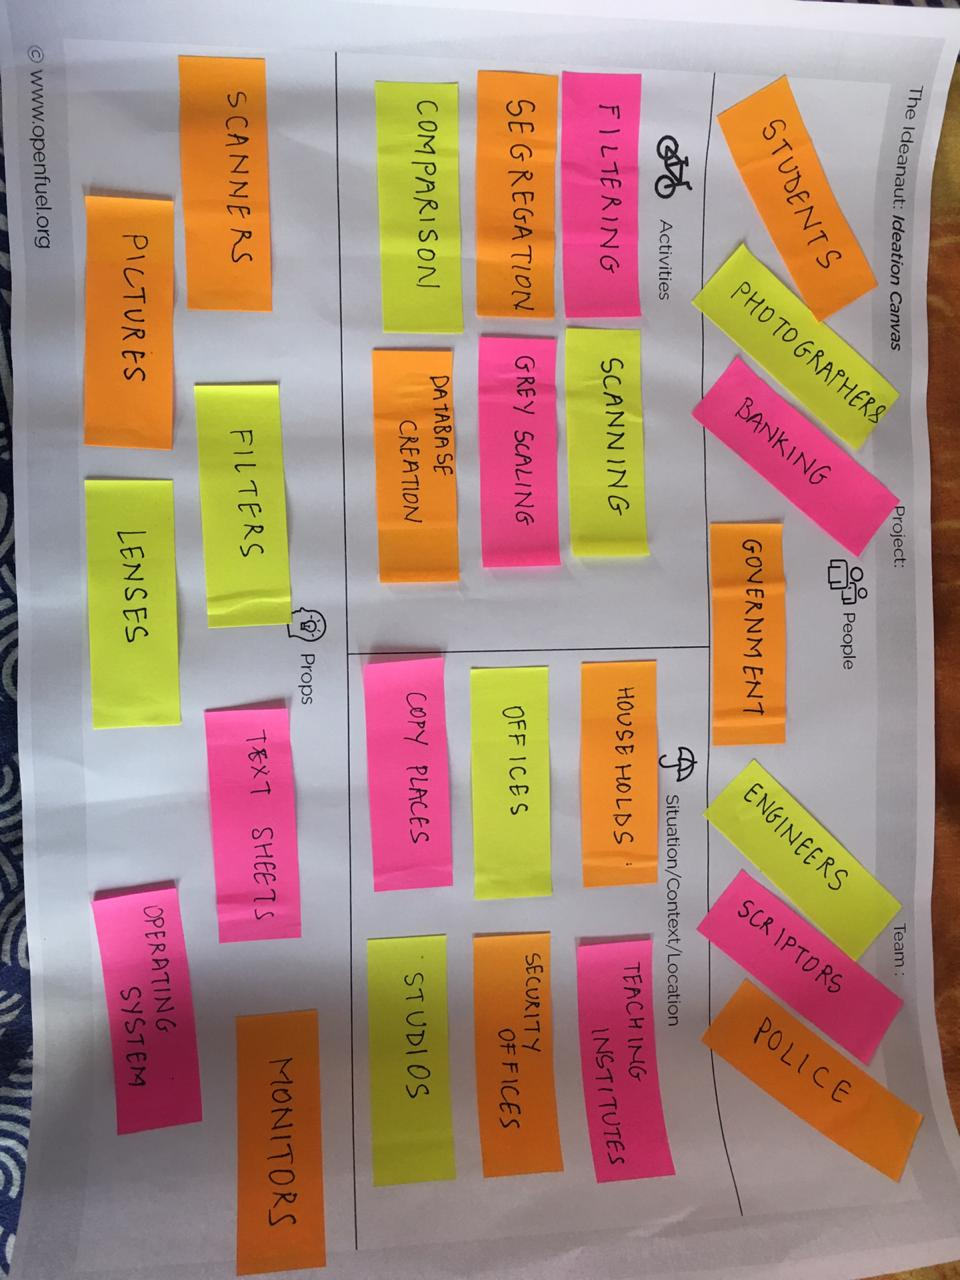 The Ideanaut: Ideation Canvas
Project:
Team :
People
STUDENTS
PHOTOGRAPHERS
BANKING
GOVERNMENT
ENGINEERS
SCRIPTORS
POLICE
Activities
FILTERING
SCANNING
SEGREGATION
GREY SCALING
COMPARISON
DATABASE
CREATION
Situation/Context/Location
HOUSEHOLDS
TEACHING
INSTITUTES
OFFICES
SECURITY
OFFICES
COPY PLACES
STUDIOS
Props
SCANNERS
FILTERS
TEXT SHEETS
MONITORS
PICTURES
LENSES
OPERATING
SYSTEM
© www.openfuel.org